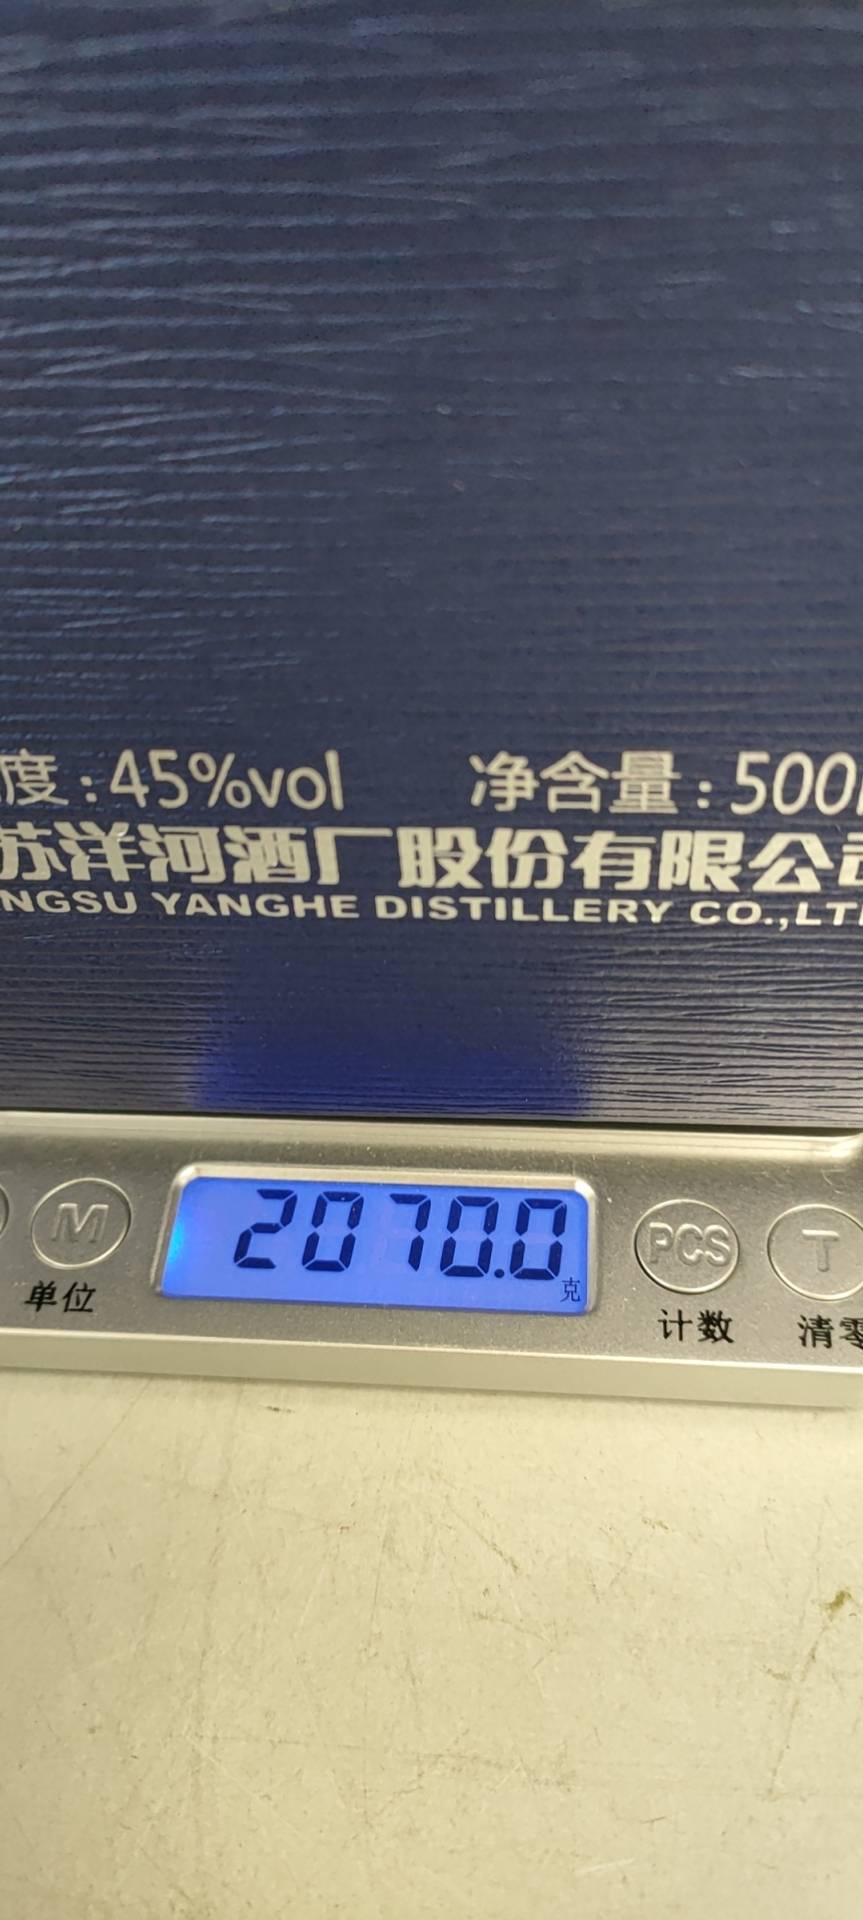 度:45%vol 净含量:500
苏洋河酒厂股份有限公司
NGSU YANGHE DISTILLERY CO.,LT
2070.0
克
M PCS T
单位 计数 清零